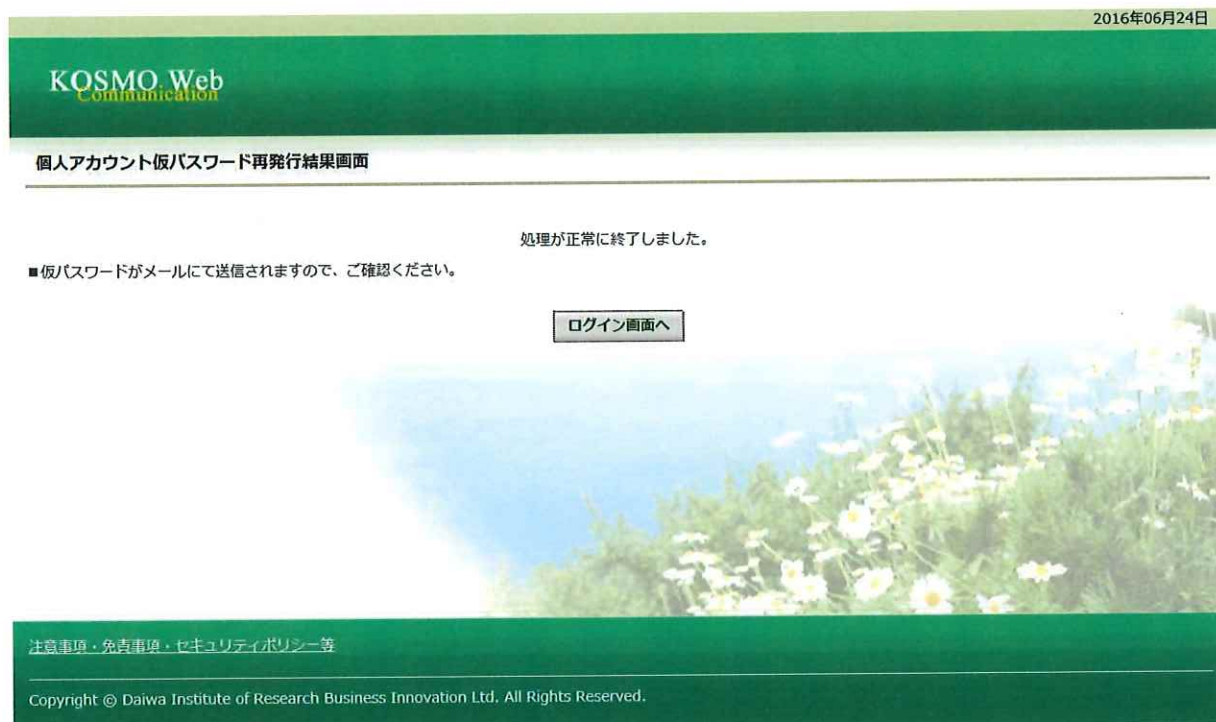 2016年06月24日
KOSMO Web
Communication
個人アカウント仮パスワード再発行結果画面
処理が正常に終了しました。
■仮パスワードがメールにて送信されますので、ご確認ください。
ログイン画面へ
注意事項・免責事項・セキュリティポリシー等
Copyright © Daiwa Institute of Research Business Innovation Ltd. All Rights Reserved.